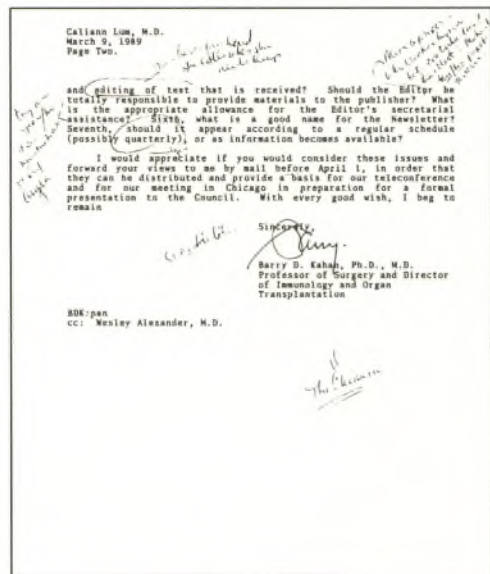 Caliann Lum, M.D.
March 9, 1989
Page Two.
and editing of text that is received? Should the Editor be
totally responsible to provide materials to the publisher? What
is the appropriate allowance for the Editor's secretarial
assistance? Sixth, what is a good name for the Newsletter?
Seventh, should it appear according to a regular schedule
(possibly quarterly), or as information becomes available?
I would appreciate if you would consider these issues and
forward your views to me by mail before April 1, in order that
they can be distributed and provide a basis for our teleconference
and for our meeting in Chicago in preparation for a formal
presentation to the Council. With every good wish, I beg to
remain
Sincerely,
Barry D. Kahan, Ph.D., M.D.
Professor of Surgery and Director
of Immunology and Organ
Transplantation
BDK:pan
cc: Wesley Alexander, M.D.
The